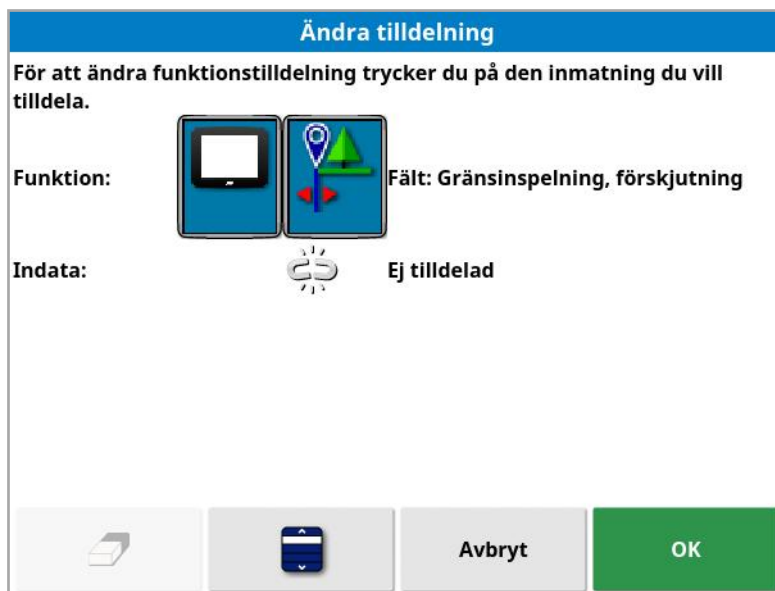 Ändra tilldelning
För att ändra funktionstilldelning trycker du på den inmatning du vill
tilldela.
Funktion:
Fält: Gränsinspelning, förskjutning
Indata:
Ej tilldelad
Avbryt
OK